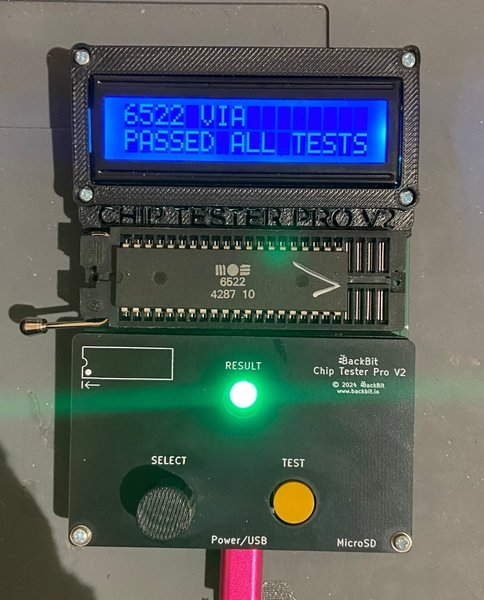 6522 VIA
PASSED ALL TESTS
CHIP TESTER PRO V2
mos
6522
4287 10
RESULT
BackBit
Chip Tester Pro V2
© 2024 BackBit
www.backbit.io
SELECT
TEST
Power/USB
MicroSD